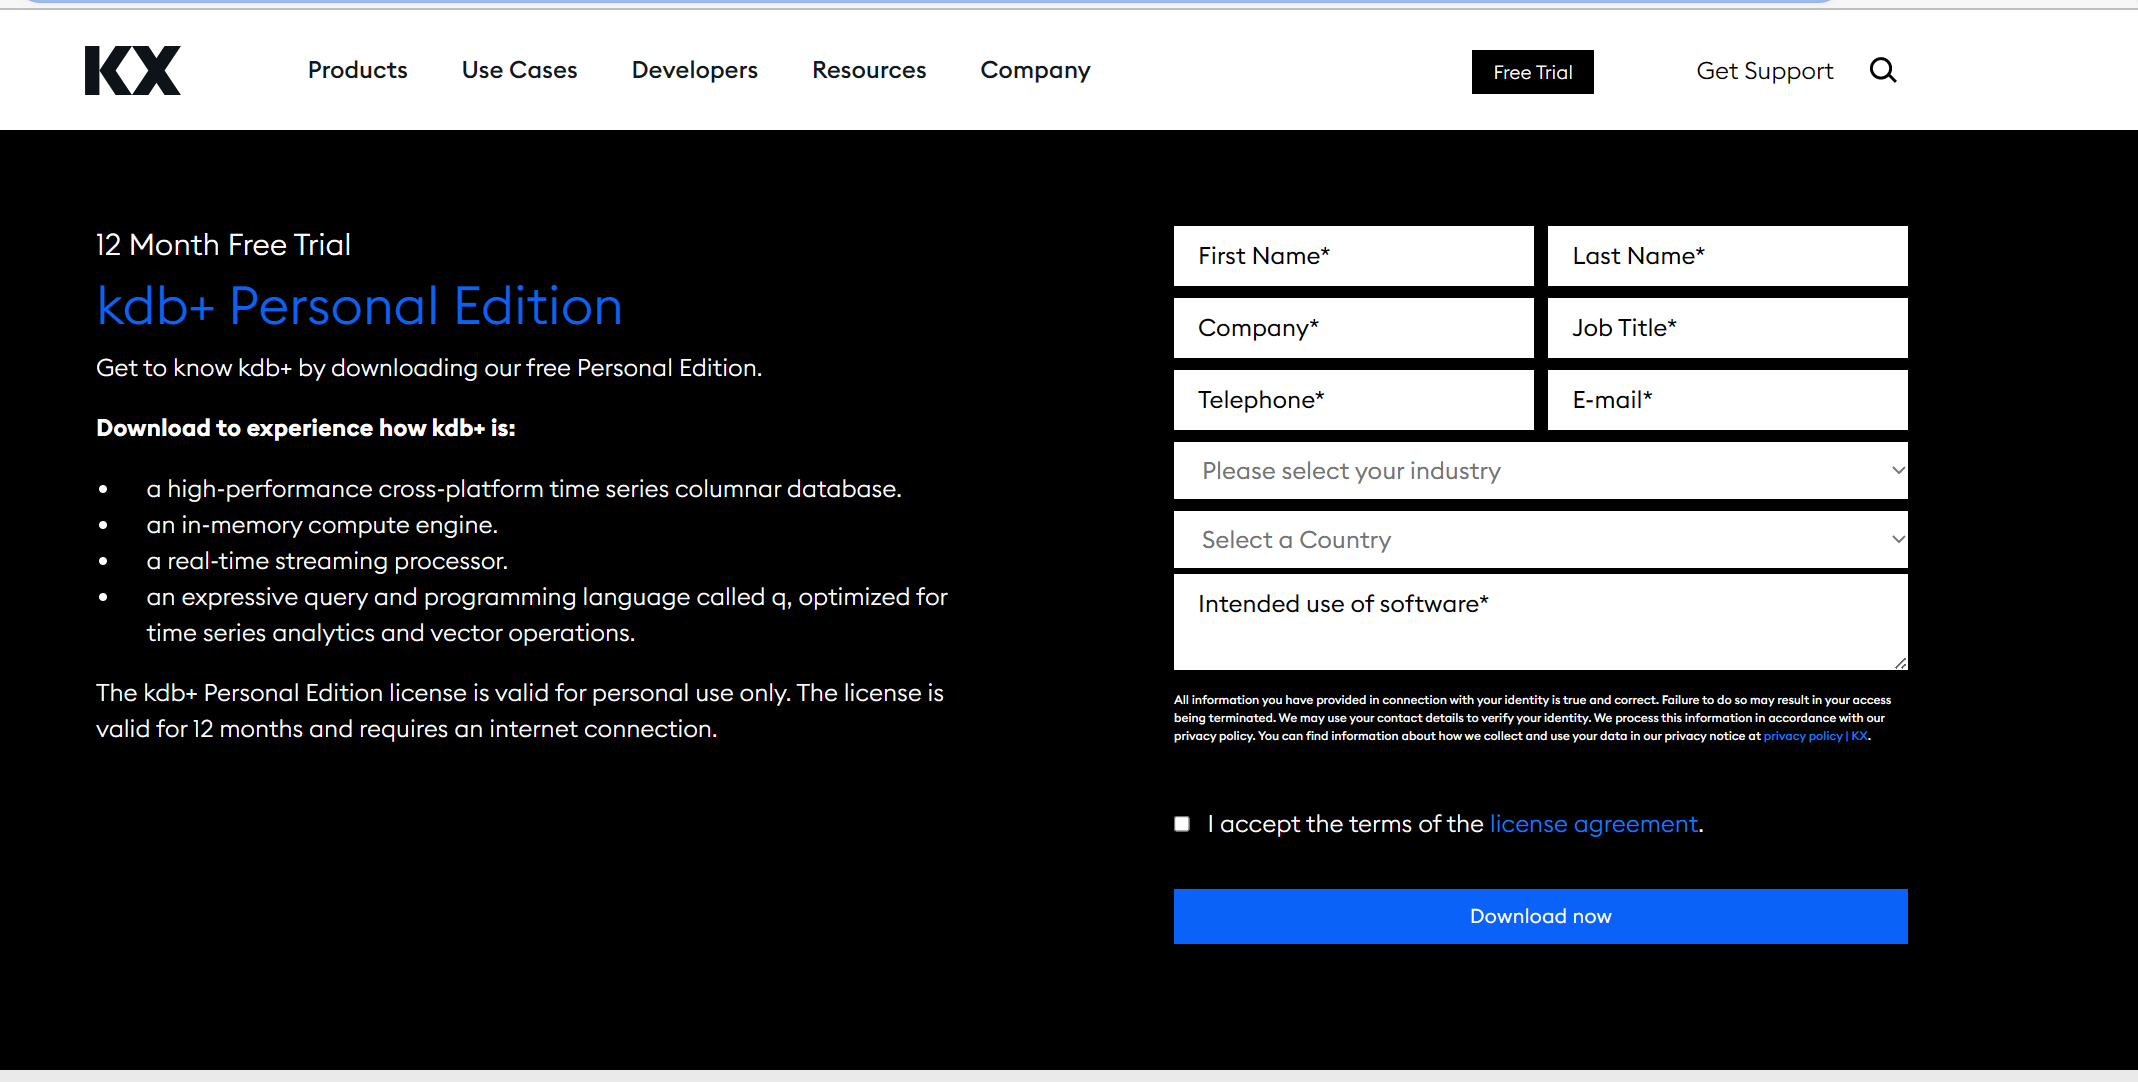 KX
Products
Use Cases
Developers
Resources
Company
Free Trial
Get Support
12 Month Free Trial
kdb+ Personal Edition
Get to know kdb+ by downloading our free Personal Edition.
Download to experience how kdb+ is:
• a high-performance cross-platform time series columnar database.
• an in-memory compute engine.
• a real-time streaming processor.
• an expressive query and programming language called q, optimized for
time series analytics and vector operations.
The kdb+ Personal Edition license is valid for personal use only. The license is
valid for 12 months and requires an internet connection.
First Name*
Last Name*
Company*
Job Title*
Telephone*
E-mail*
Please select your industry
Select a Country
Intended use of software*
All information you have provided in connection with your identity is true and correct. Failure to do so may result in your access
being terminated. We may use your contact details to verify your identity. We process this information in accordance with our
privacy policy. You can find information about how we collect and use your data in our privacy notice at privacy policy | KX.
I accept the terms of the license agreement.
Download now